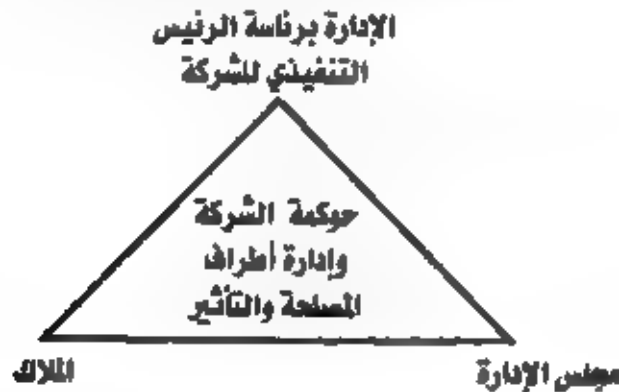 الإدارة برئاسة الرئيس
التنفيذي للشركة
حوكمة الشركة
وإدارة أطراف
المصلحة والتأثير
مجلس الإدارة
الملاك